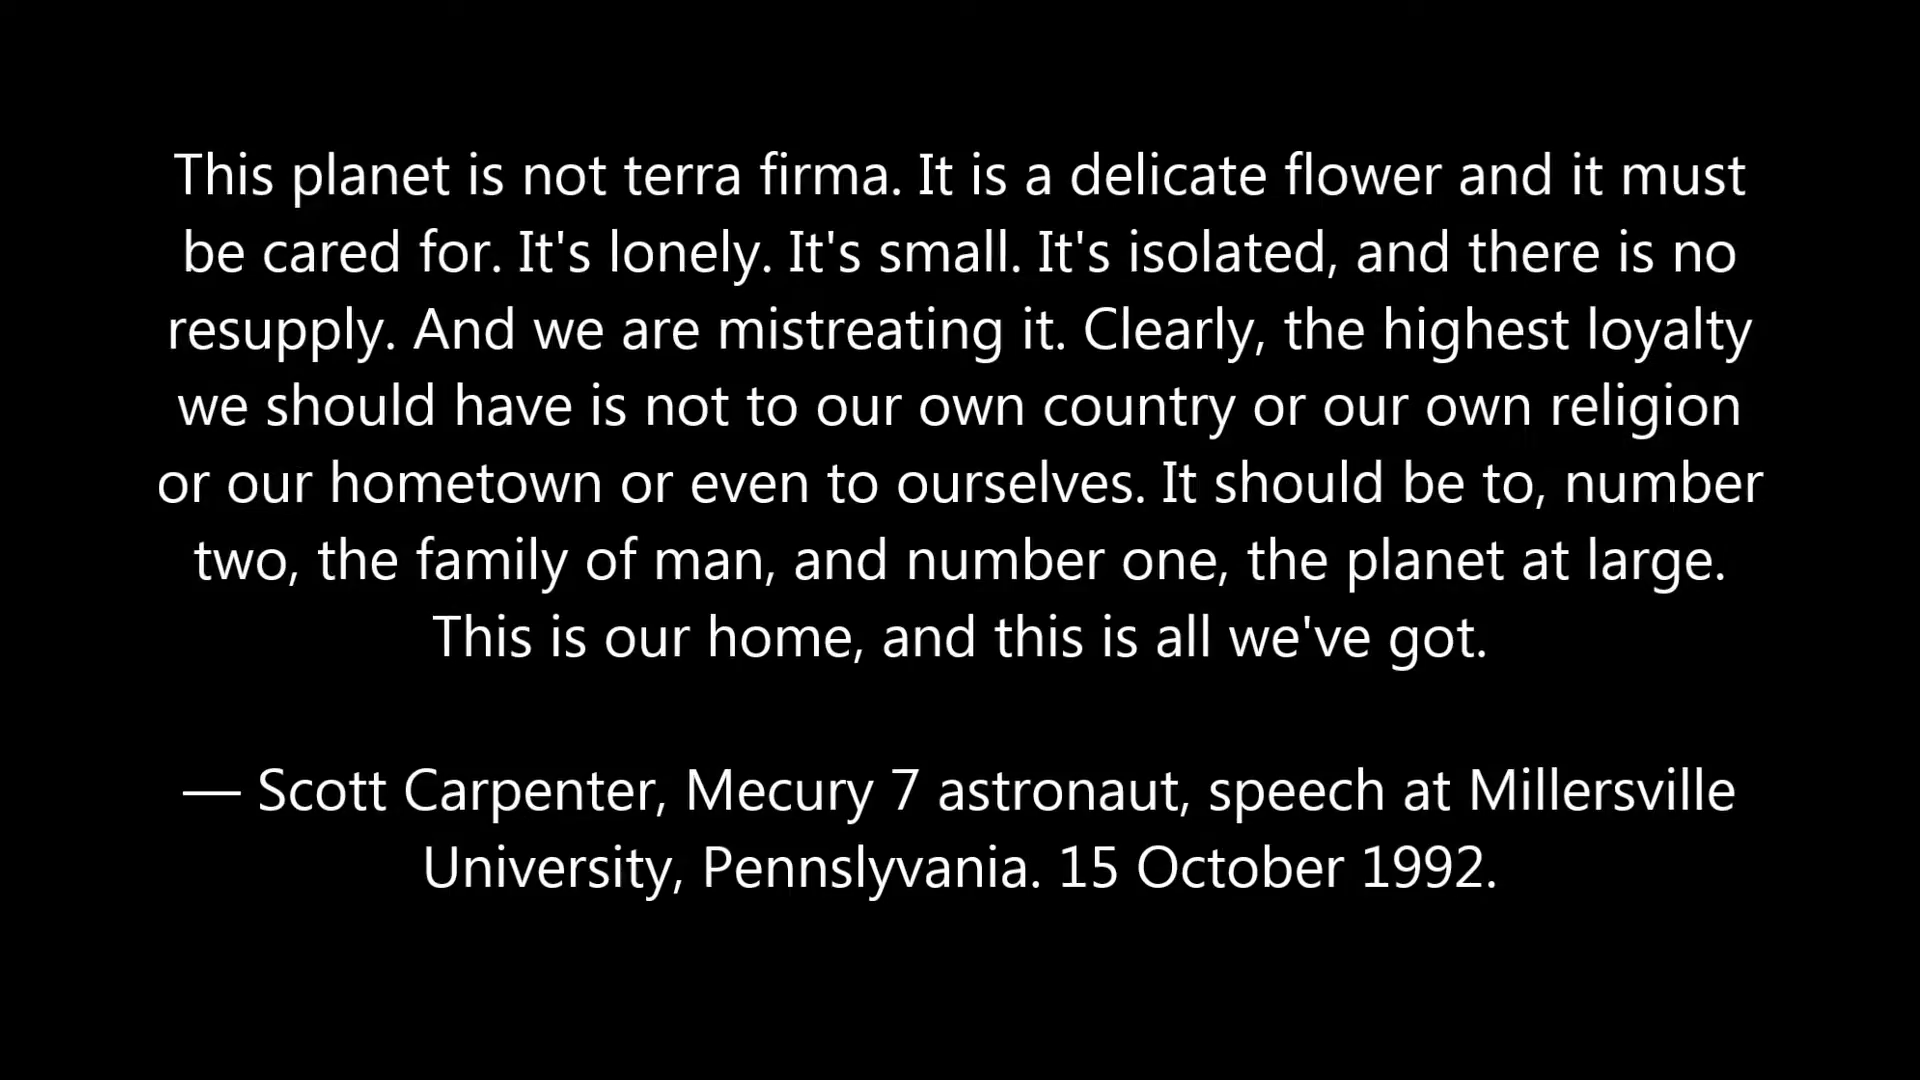 This planet is not terra firma. It is a delicate flower and it must
be cared for. It's lonely. It's small. It's isolated, and there is no
resupply. And we are mistreating it. Clearly, the highest loyalty
we should have is not to our own country or our own religion
or our hometown or even to ourselves. It should be to, number
two, the family of man, and number one, the planet at large.
This is our home, and this is all we've got.
— Scott Carpenter, Mecury 7 astronaut, speech at Millersville
University, Pennslyvania. 15 October 1992.